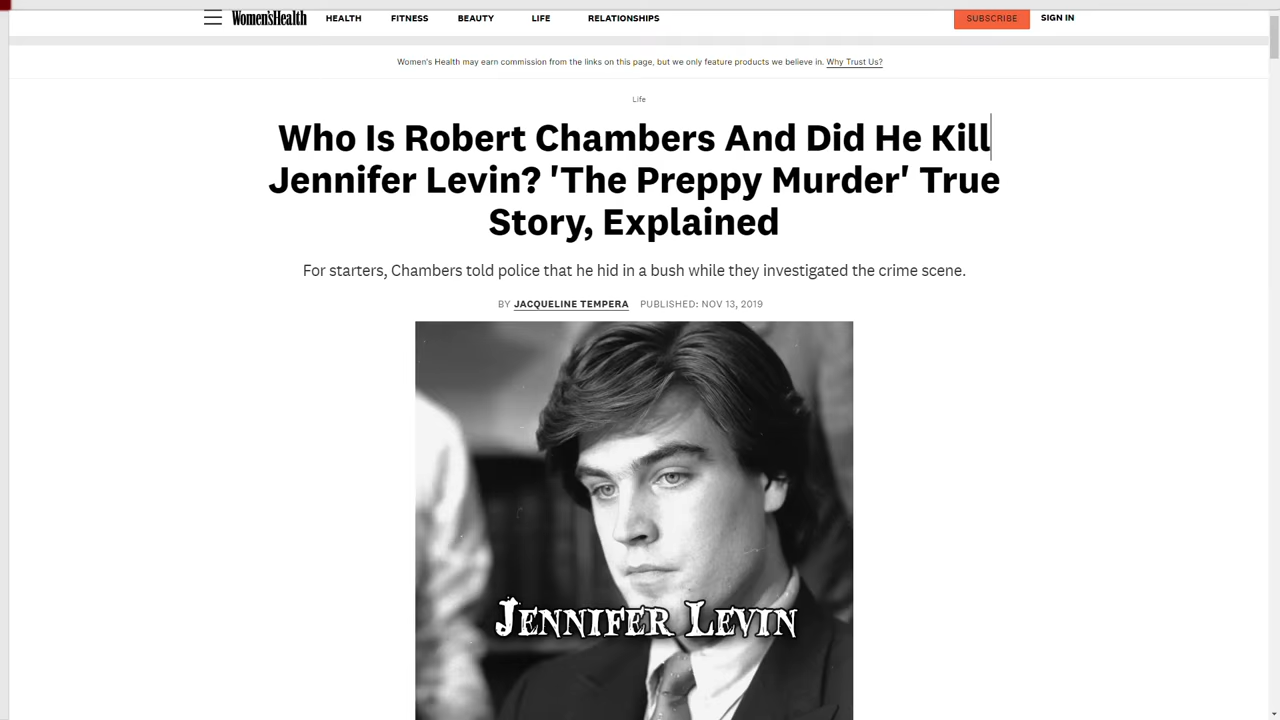 Women'sHealth HEALTH FITNESS BEAUTY LIFE RELATIONSHIPS SUBSCRIBE SIGN IN
Women's Health may earn commission from the links on this page, but we only feature products we believe in. Why Trust Us?
Life
Who Is Robert Chambers And Did He Kill
Jennifer Levin? 'The Preppy Murder' True
Story, Explained
For starters, Chambers told police that he hid in a bush while they investigated the crime scene.
BY JACQUELINE TEMPERA PUBLISHED: NOV 13, 2019
JENNIFER LEVIN